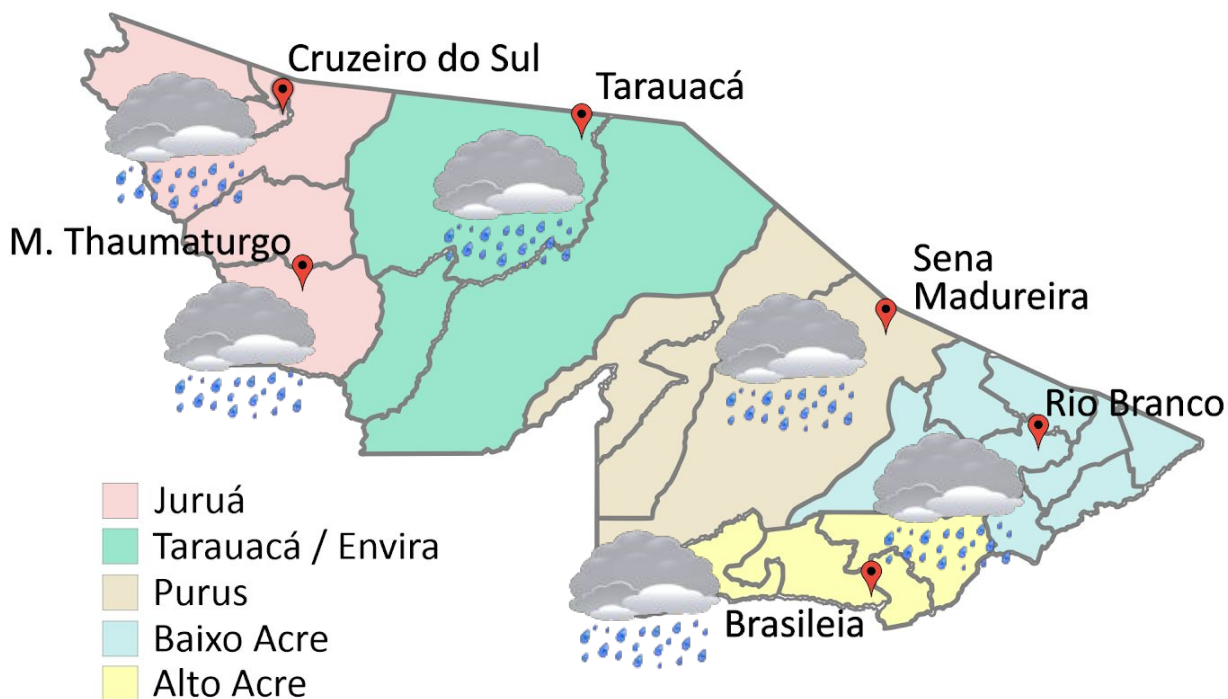 Cruzeiro do Sul
Tarauacá
M. Thaumaturgo
Sena
Madureira
Rio Branco
Brasileia
Juruá
Tarauacá / Envira
Purus
Baixo Acre
Alto Acre